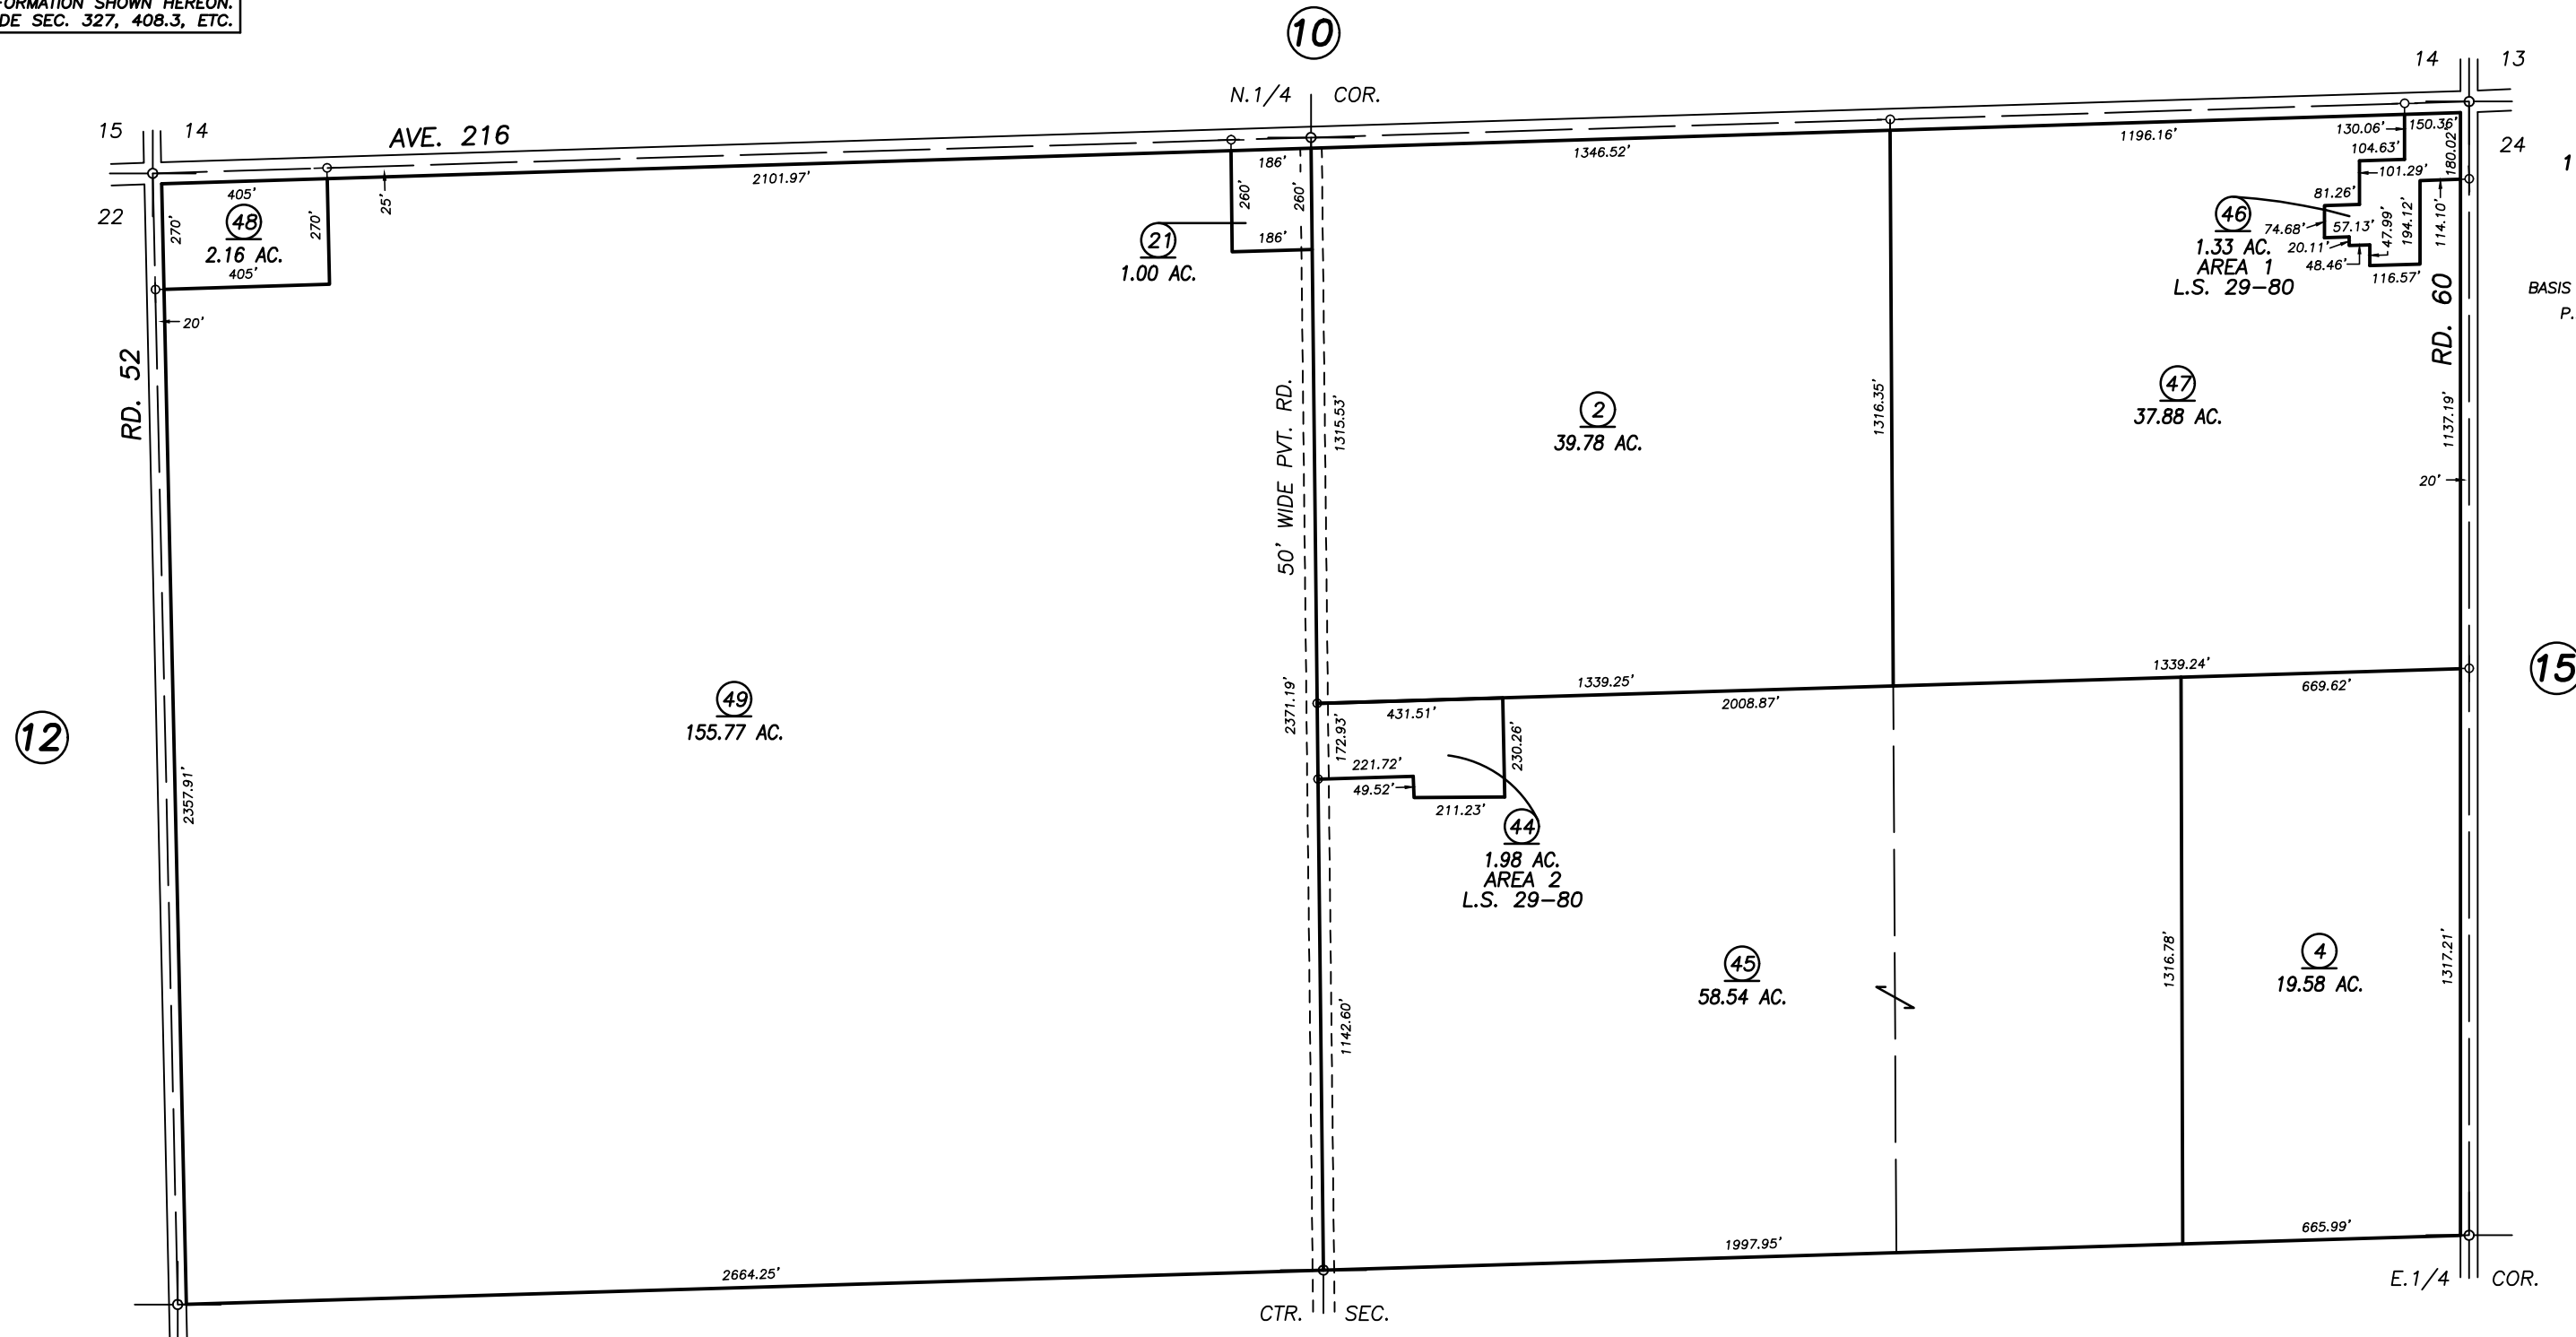 FORMATION SHOWN HEREON.
DE SEC. 327, 408.3, ETC.
10
N.1/4 COR.
14 13
15 14
AVE. 216
22
24
1
405'
270'
270'
48
2.16 AC.
405'
25'
2101.97'
20'
RD. 52
186'
260'
260'
186'
21
1.00 AC.
1346.52'
1196.16'
130.06'
150.36'
104.63'
180.02'
101.29'
81.26'
46
1.33 AC.
AREA 1
L.S. 29-80
74.68'
57.13'
20.11'
48.46'
47.99'
194.12'
114.10'
116.57'
RD. 60
BASIS
P.
50' WIDE PVT. RD.
1315.53'
2
39.78 AC.
1316.35'
47
37.88 AC.
1137.19'
20'
12
49
155.77 AC.
2357.91'
2371.19'
1339.25'
1339.24'
15
431.51'
2008.87'
669.62'
172.93'
230.26'
221.72'
49.52'
211.23'
44
1.98 AC.
AREA 2
L.S. 29-80
1142.60'
45
58.54 AC.
1316.78'
4
19.58 AC.
1317.21'
2664.25'
1997.95'
665.99'
CTR. SEC.
E.1/4 COR.